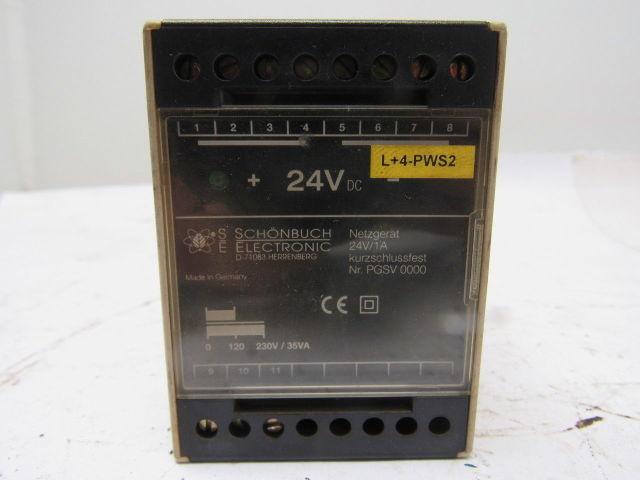 1 2 3 4 5 6 7 8
L+4-PWS2
+ 24V DC -
S SCHÖNBUCH
E ELECTRONIC
D-71083 HERRENBERG
Netzgerät
24V/1A
kurzschlussfest
Nr. PGSV 0000
Made in Germany
CE
0 120 230V / 35VA
9 10 11